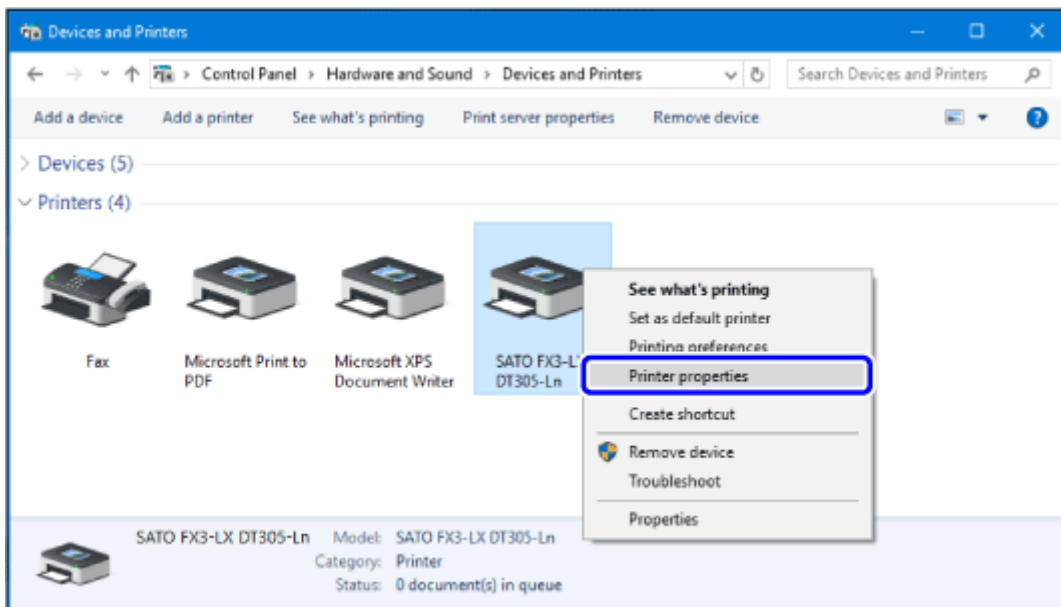 Devices and Printers
Control Panel > Hardware and Sound > Devices and Printers
Search Devices and Printers
Add a device
Add a printer
See what's printing
Print server properties
Remove device
?
Devices (5)
Printers (4)
Fax
Microsoft Print to
PDF
Microsoft XPS
Document Writer
SATO FX3-L
DT305-Ln
See what's printing
Set as default printer
Printing preferences
Printer properties
Create shortcut
Remove device
Troubleshoot
Properties
SATO FX3-LX DT305-Ln
Model: SATO FX3-LX DT305-Ln
Category: Printer
Status: 0 document(s) in queue